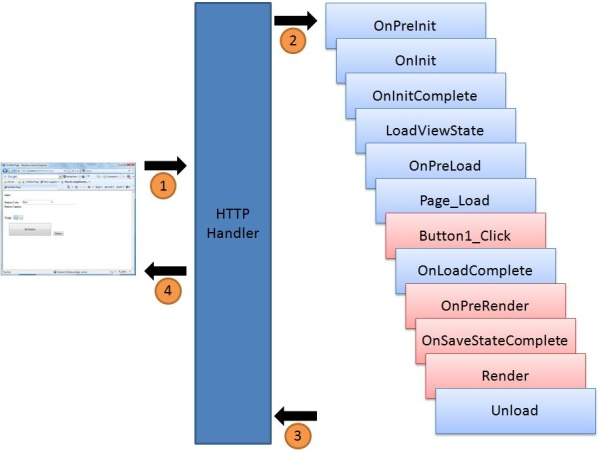 OnPreInit
2
OnInit
OnInitComplete
LoadViewState
OnPreLoad
1
Page_Load
HTTP
Handler
Button1_Click
OnLoadComplete
4
OnPreRender
OnSaveStateComplete
Render
Unload
3